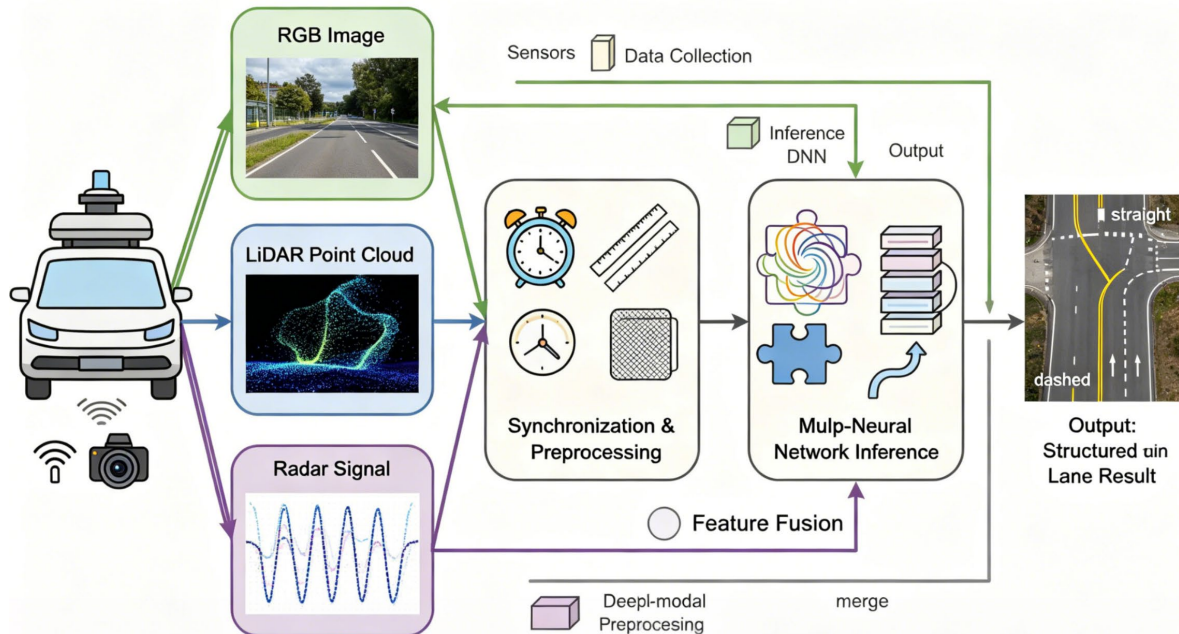 RGB Image
Sensors
Data Collection
Inference
DNN
Output
LiDAR Point Cloud
straight
dashed
Synchronization &
Preprocessing
Mulp-Neural
Network Inference
Output:
Structured
Lane Result
Radar Signal
Feature Fusion
Deepl-modal
Preprocesing
merge